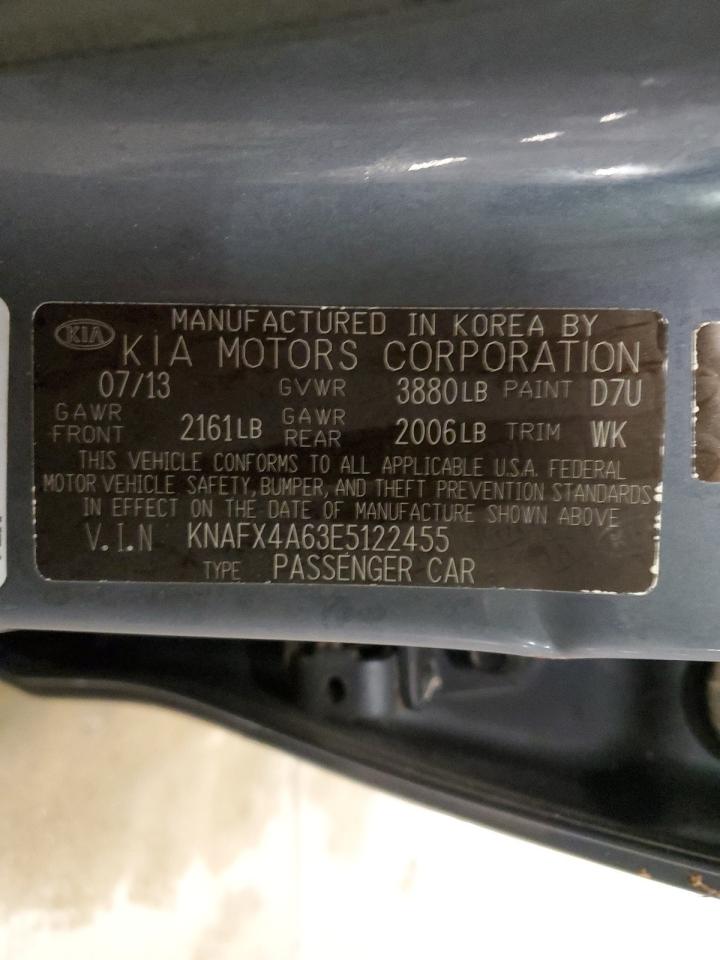 KIA MANUFACTURED IN KOREA BY
KIA MOTORS CORPORATION
07/13 GVWR 3880LB PAINT D7U
GAWR FRONT 2161LB GAWR REAR 2006LB TRIM WK
THIS VEHICLE CONFORMS TO ALL APPLICABLE U.S.A. FEDERAL
MOTOR VEHICLE SAFETY, BUMPER, AND THEFT PREVENTION STANDARDS
IN EFFECT ON THE DATE OF MANUFACTURE SHOWN ABOVE
V.I.N KNAFX4A63E5122455
TYPE PASSENGER CAR